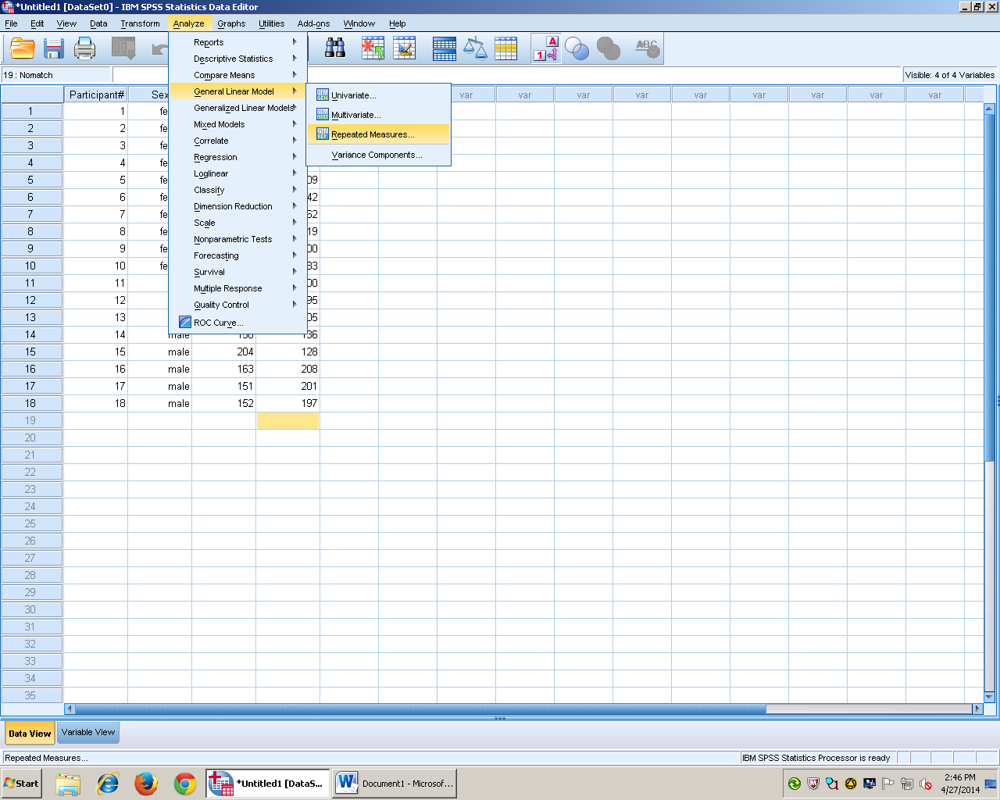 *Untitled1 [DataSet0] - IBM SPSS Statistics Data Editor
File Edit View Data Transform Analyze Graphs Utilities Add-ons Window Help
19 : Nomatch
Visible: 4 of 4 Variables
Reports
Descriptive Statistics
Compare Means
General Linear Model
Generalized Linear Models
Mixed Models
Correlate
Regression
Loglinear
Classify
Dimension Reduction
Scale
Nonparametric Tests
Forecasting
Survival
Multiple Response
Quality Control
ROC Curve...
Univariate...
Multivariate...
Repeated Measures...
Variance Components...
Participant# Sex var var var var var var var var
1 1 fe
2 2 fe
3 3 fe
4 4 fe
5 5 fe 09
6 6 fe 42
7 7 fe 62
8 8 fe 19
9 9 fe 00
10 10 fe 33
11 11 00
12 12 95
13 13 05
14 14 male 136
15 15 male 204 128
16 16 male 163 208
17 17 male 151 201
18 18 male 152 197
19
20
21
22
23
24
25
26
27
28
29
30
31
32
33
34
35
Data View Variable View
Repeated Measures...
IBM SPSS Statistics Processor is ready
Start
*Untitled1 [DataS...
Document1 - Microsof...
2:46 PM
4/27/2014